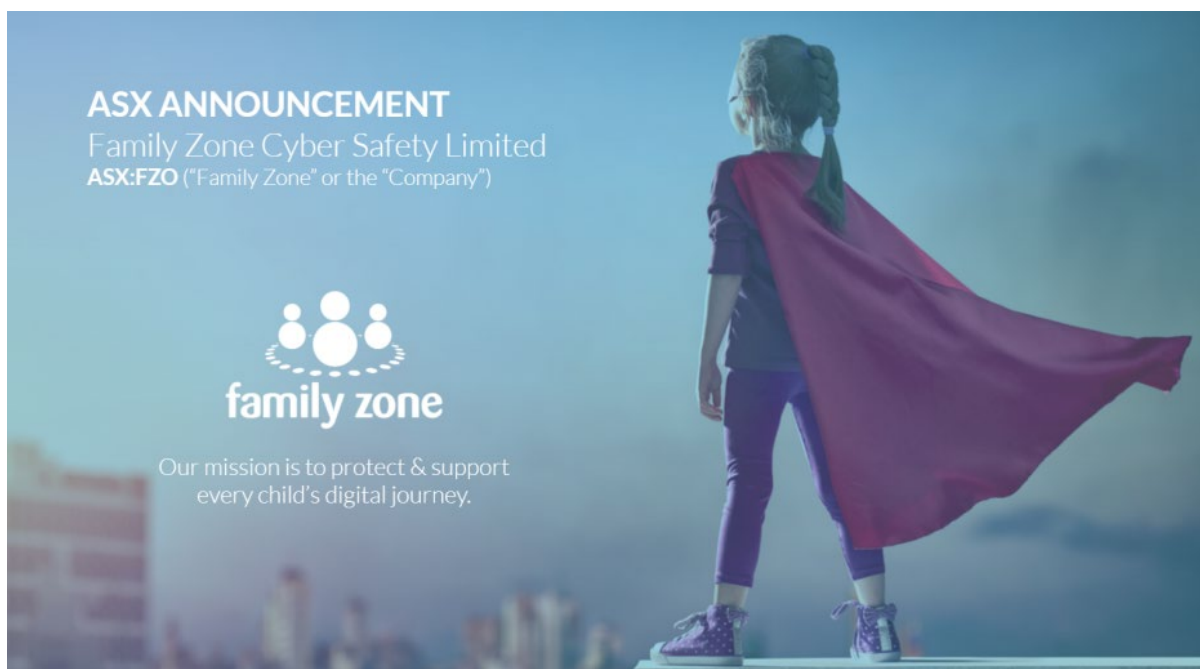 ASX ANNOUNCEMENT
Family Zone Cyber Safety Limited
ASX:FZO (“Family Zone” or the “Company”)
family zone
Our mission is to protect & support
every child’s digital journey.